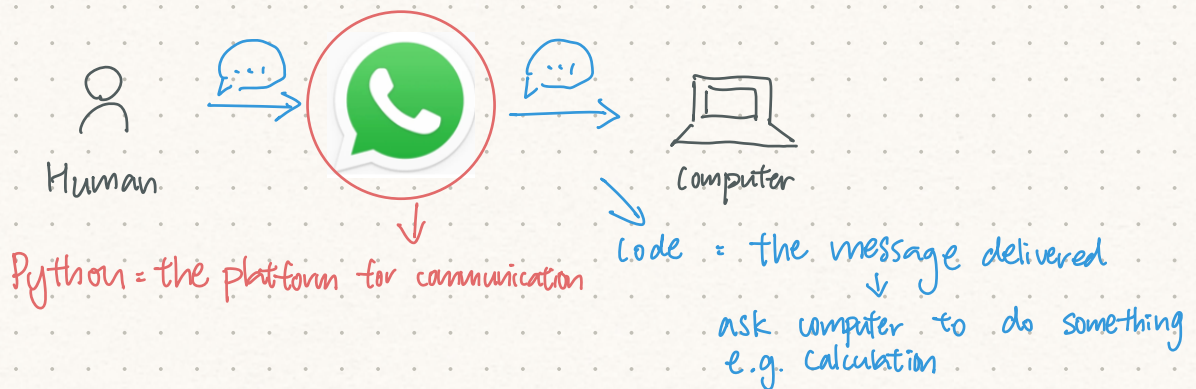 Human
Computer
Python = the platform for communication
Code = the message delivered
ask computer to do something
e.g. Calculation